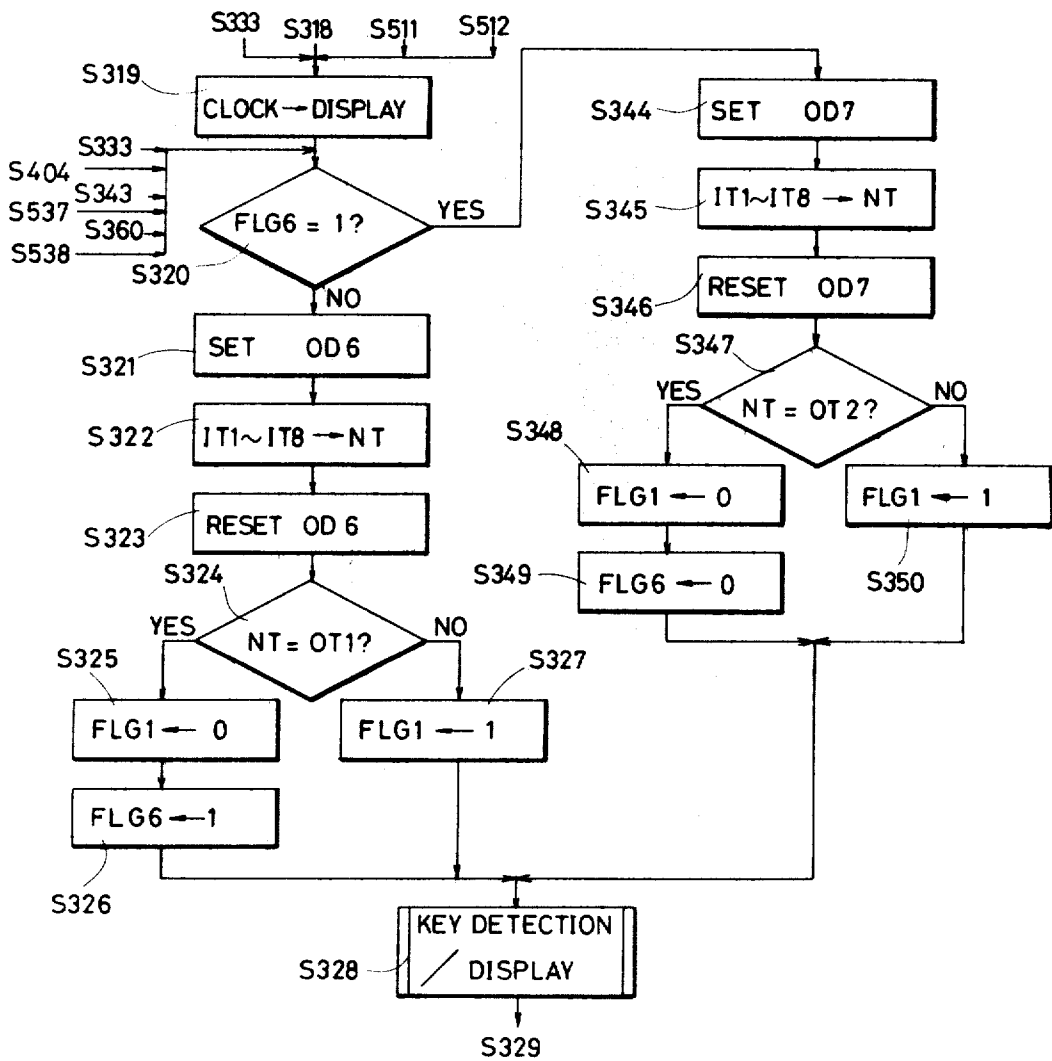 S333
S318
S511
S512
S319
CLOCK → DISPLAY
S333
S404
S343
S537
S360
S538
FLG6 = 1?
YES
S320
NO
S321
SET OD6
S322
IT1~IT8 → NT
S323
RESET OD6
S324
YES
NT = OT1?
NO
S325
FLG1 ← 0
S327
FLG1 ← 1
FLG6 ← 1
S326
S344
SET OD7
S345
IT1~IT8 → NT
S346
RESET OD7
S347
YES
NT = OT2?
NO
S348
FLG1 ← 0
FLG1 ← 1
S349
FLG6 ← 0
S350
KEY DETECTION
/ DISPLAY
S328
S329